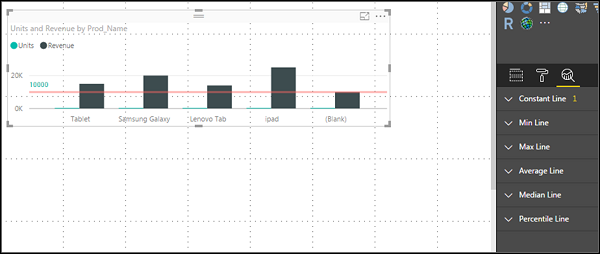 Units and Revenue by Prod_Name
Units Revenue
20K
10000
0K
Tablet Samsung Galaxy Lenovo Tab ipad (Blank)
R
Constant Line 1
Min Line
Max Line
Average Line
Median Line
Percentile Line